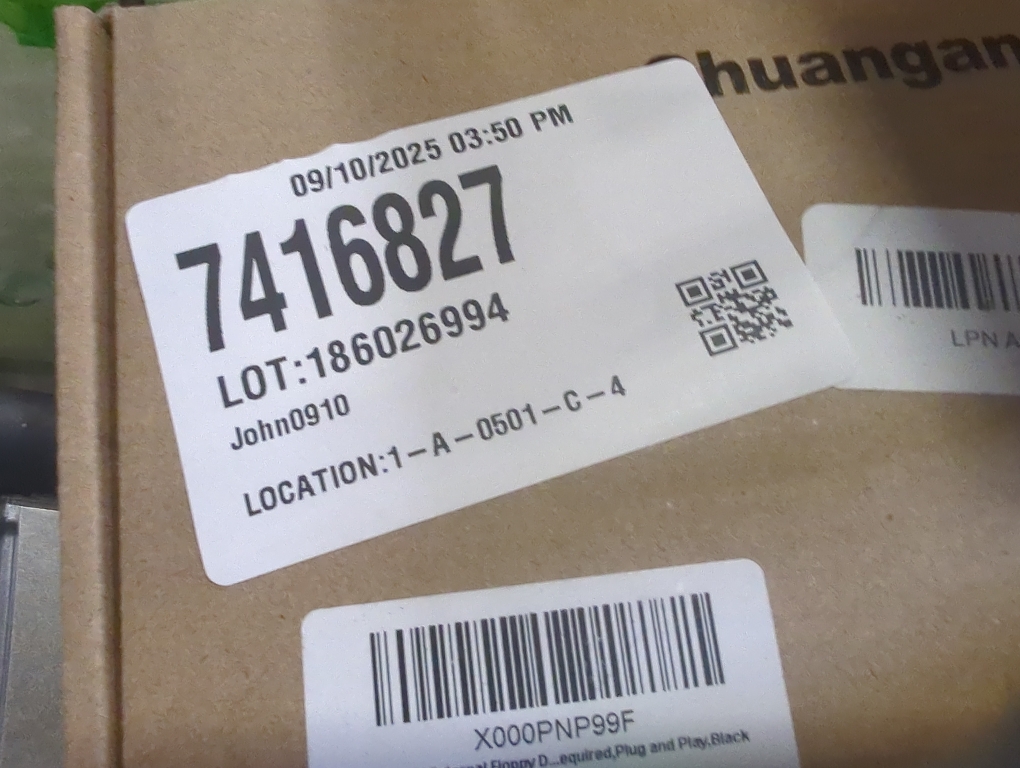 huangan
09/10/2025 03:50 PM
7416827
LOT:186026994
John0910
LOCATION:1-A-0501-C-4
LPN A
X000PNP99F
Floppy D...equired,Plug and Play,Black